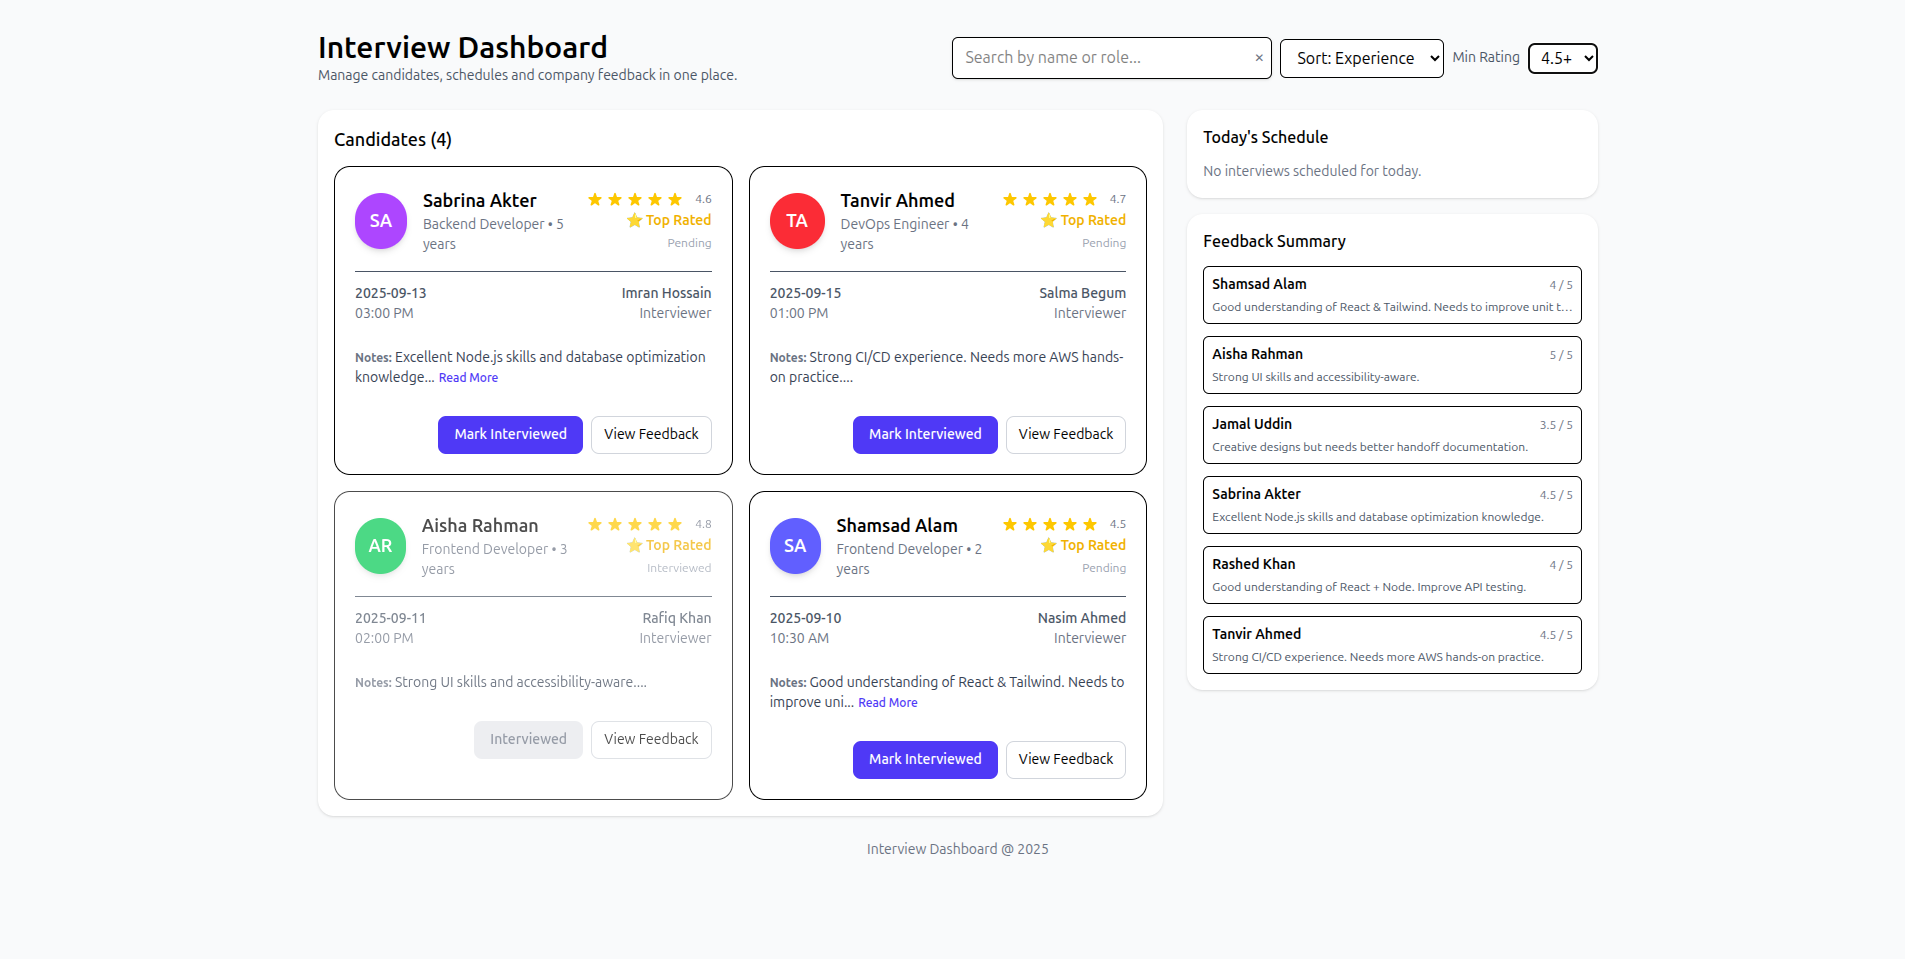 Interview Dashboard
Manage candidates, schedules and company feedback in one place.
Search by name or role...
×
Sort: Experience
Min Rating
4.5+
Candidates (4)
SA
Sabrina Akter
Backend Developer • 5
years
4.6
⭐ Top Rated
Pending
2025-09-13
03:00 PM
Imran Hossain
Interviewer
Notes: Excellent Node.js skills and database optimization
knowledge... Read More
Mark Interviewed
View Feedback
TA
Tanvir Ahmed
DevOps Engineer • 4
years
4.7
⭐ Top Rated
Pending
2025-09-15
01:00 PM
Salma Begum
Interviewer
Notes: Strong CI/CD experience. Needs more AWS hands-
on practice....
Mark Interviewed
View Feedback
AR
Aisha Rahman
Frontend Developer • 3
years
4.8
⭐ Top Rated
Interviewed
2025-09-11
02:00 PM
Rafiq Khan
Interviewer
Notes: Strong UI skills and accessibility-aware....
Interviewed
View Feedback
SA
Shamsad Alam
Frontend Developer • 2
years
4.5
⭐ Top Rated
Pending
2025-09-10
10:30 AM
Nasim Ahmed
Interviewer
Notes: Good understanding of React & Tailwind. Needs to
improve uni... Read More
Mark Interviewed
View Feedback
Today's Schedule
No interviews scheduled for today.
Feedback Summary
Shamsad Alam
4 / 5
Good understanding of React & Tailwind. Needs to improve unit t...
Aisha Rahman
5 / 5
Strong UI skills and accessibility-aware.
Jamal Uddin
3.5 / 5
Creative designs but needs better handoff documentation.
Sabrina Akter
4.5 / 5
Excellent Node.js skills and database optimization knowledge.
Rashed Khan
4 / 5
Good understanding of React + Node. Improve API testing.
Tanvir Ahmed
4.5 / 5
Strong CI/CD experience. Needs more AWS hands-on practice.
Interview Dashboard @ 2025